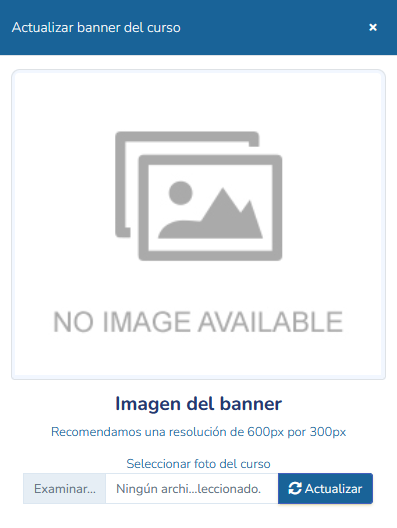 Actualizar banner del curso
×
NO IMAGE AVAILABLE
Imagen del banner
Recomendamos una resolución de 600px por 300px
Seleccionar foto del curso
Examinar... Ningún archi...leccionado. Actualizar